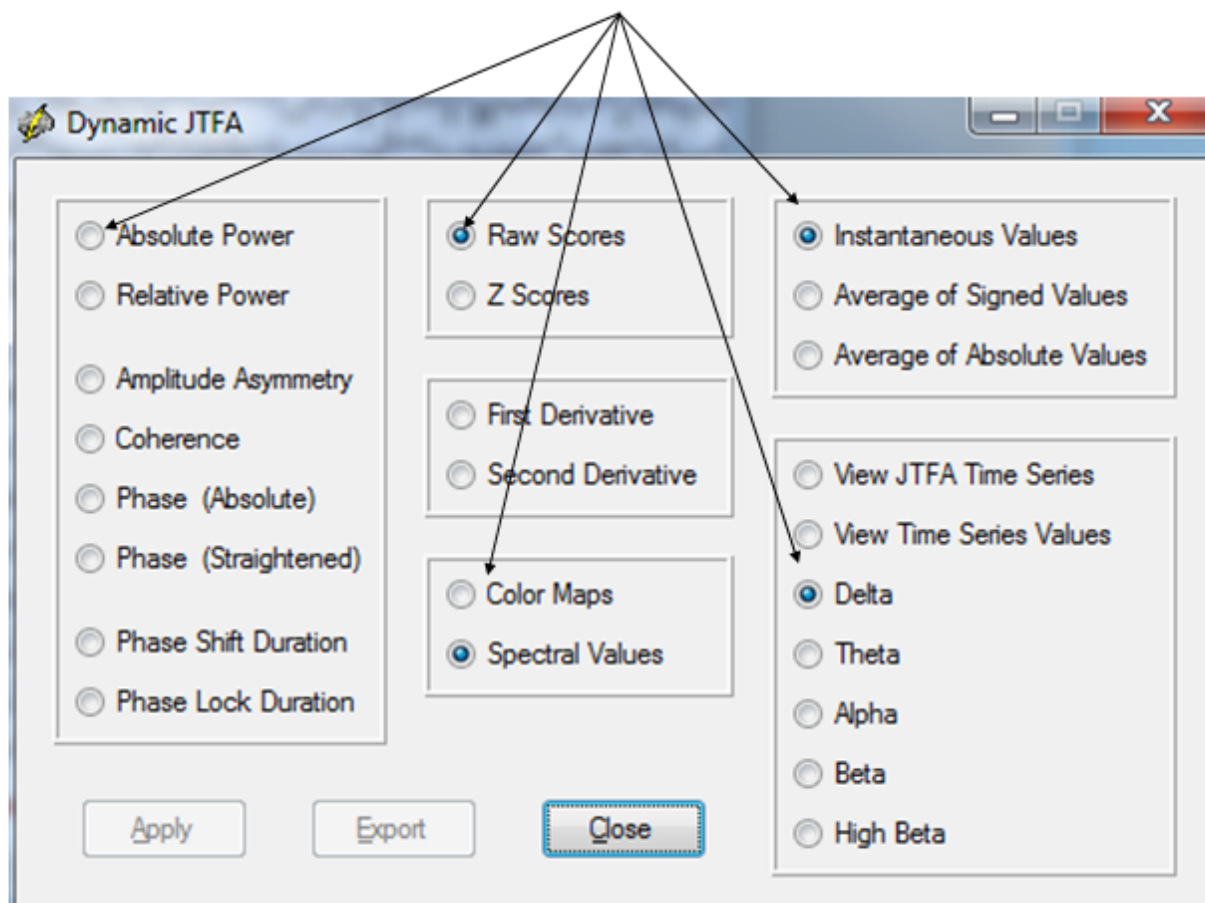 Dynamic JTFA
Absolute Power
Relative Power
Amplitude Asymmetry
Coherence
Phase (Absolute)
Phase (Straightened)
Phase Shift Duration
Phase Lock Duration
Raw Scores
Z Scores
First Derivative
Second Derivative
Color Maps
Spectral Values
Instantaneous Values
Average of Signed Values
Average of Absolute Values
View JTFA Time Series
View Time Series Values
Delta
Theta
Alpha
Beta
High Beta
Apply
Export
Close